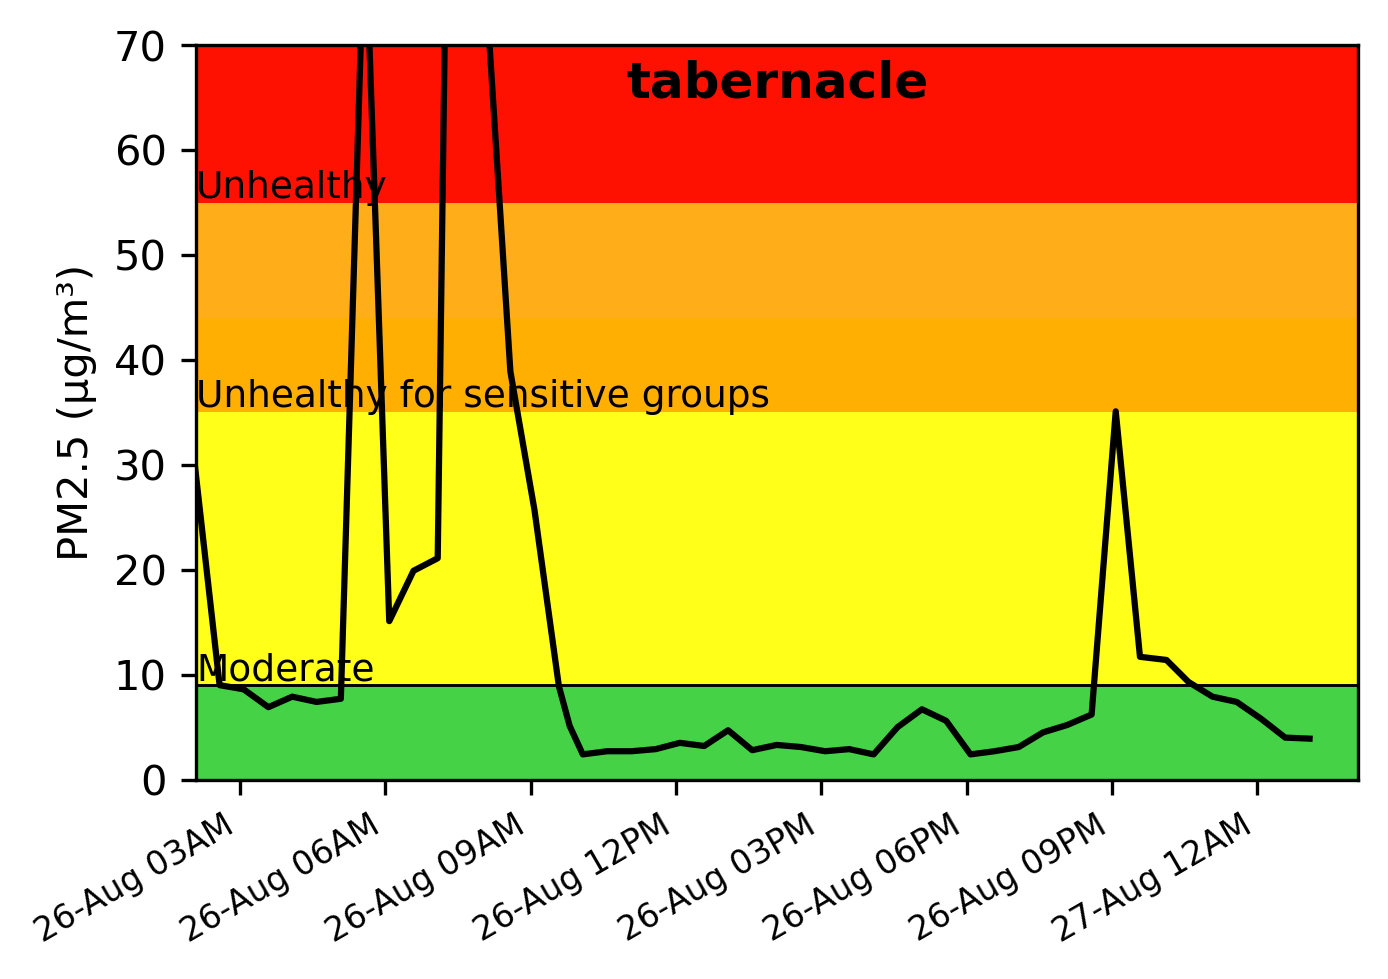 tabernacle
PM2.5 (µg/m³)
70
60
50
40
30
20
10
0
Unhealthy
Unhealthy for sensitive groups
Moderate
26-Aug 03AM
26-Aug 06AM
26-Aug 09AM
26-Aug 12PM
26-Aug 03PM
26-Aug 06PM
26-Aug 09PM
27-Aug 12AM